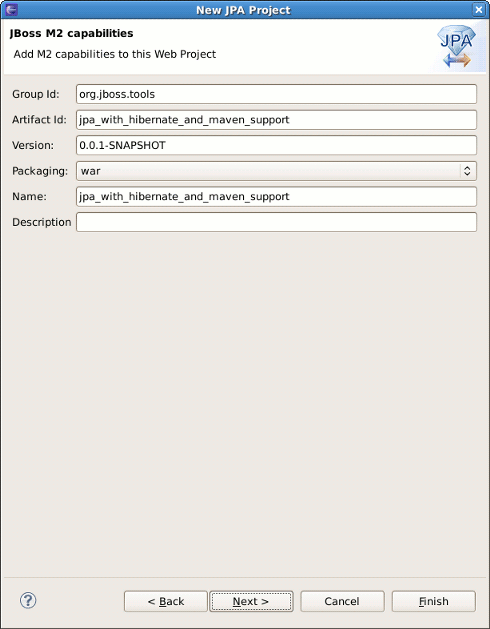 New JPA Project
JBoss M2 capabilities
Add M2 capabilities to this Web Project
JPA
Group Id: org.jboss.tools
Artifact Id: jpa_with_hibernate_and_maven_support
Version: 0.0.1-SNAPSHOT
Packaging: war
Name: jpa_with_hibernate_and_maven_support
Description
? < Back Next > Cancel Finish